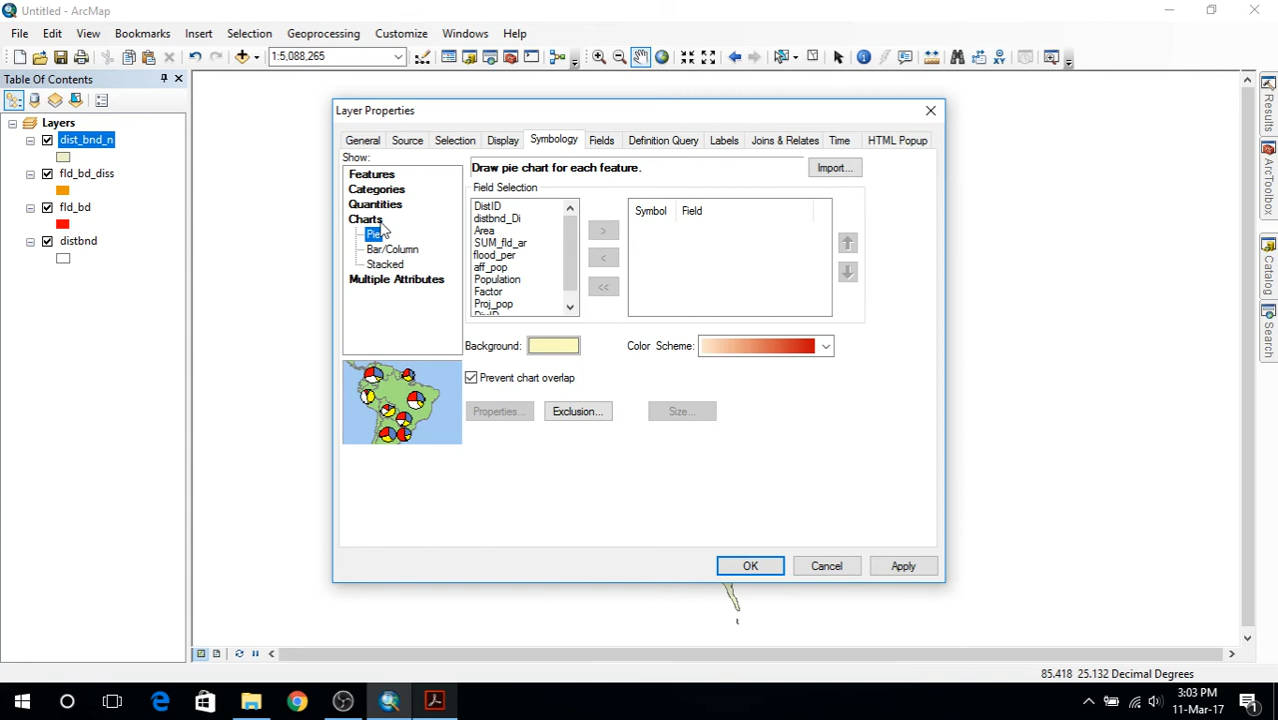 Untitled - ArcMap
File Edit View Bookmarks Insert Selection Geoprocessing Customize Windows Help
1:5,088,265
Table Of Contents
Layers
dist_bnd_n
fld_bd_diss
fld_bd
distbnd
Layer Properties
General Source Selection Display Symbology Fields Definition Query Labels Joins & Relates Time HTML Popup
Show:
Features
Categories
Quantities
Charts
Pie
Bar/Column
Stacked
Multiple Attributes
Draw pie chart for each feature.
Import...
Field Selection
DistID
distbnd_Di
Area
SUM_fld_ar
flood_per
aff_pop
Population
Factor
Proj_pop
Symbol Field
>
<
<<
Background:
Color Scheme:
Prevent chart overlap
Properties...
Exclusion...
Size...
OK
Cancel
Apply
Results
ArcToolbox
Catalog
Search
85.418 25.132 Decimal Degrees
3:03 PM
11-Mar-17
1